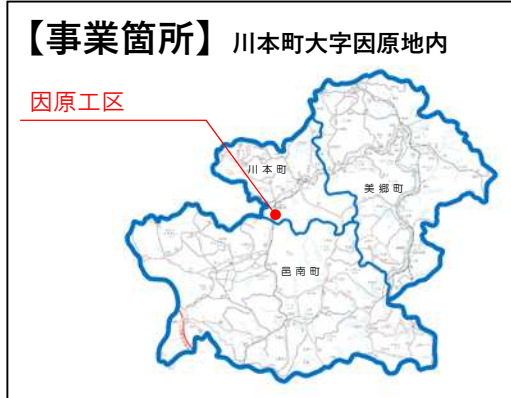 【事業箇所】 川本町大字因原地内
因原工区
川本町
美郷町
邑南町